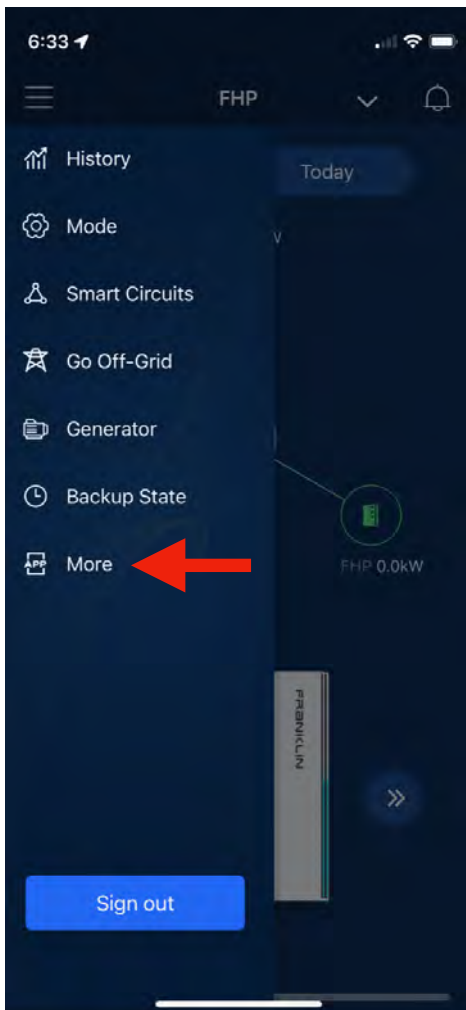 6:33
FHP
History
Today
Mode
W
Smart Circuits
Go Off-Grid
Generator
Backup State
APP
More
FHP 0.0kW
FRANKLIN
Sign out